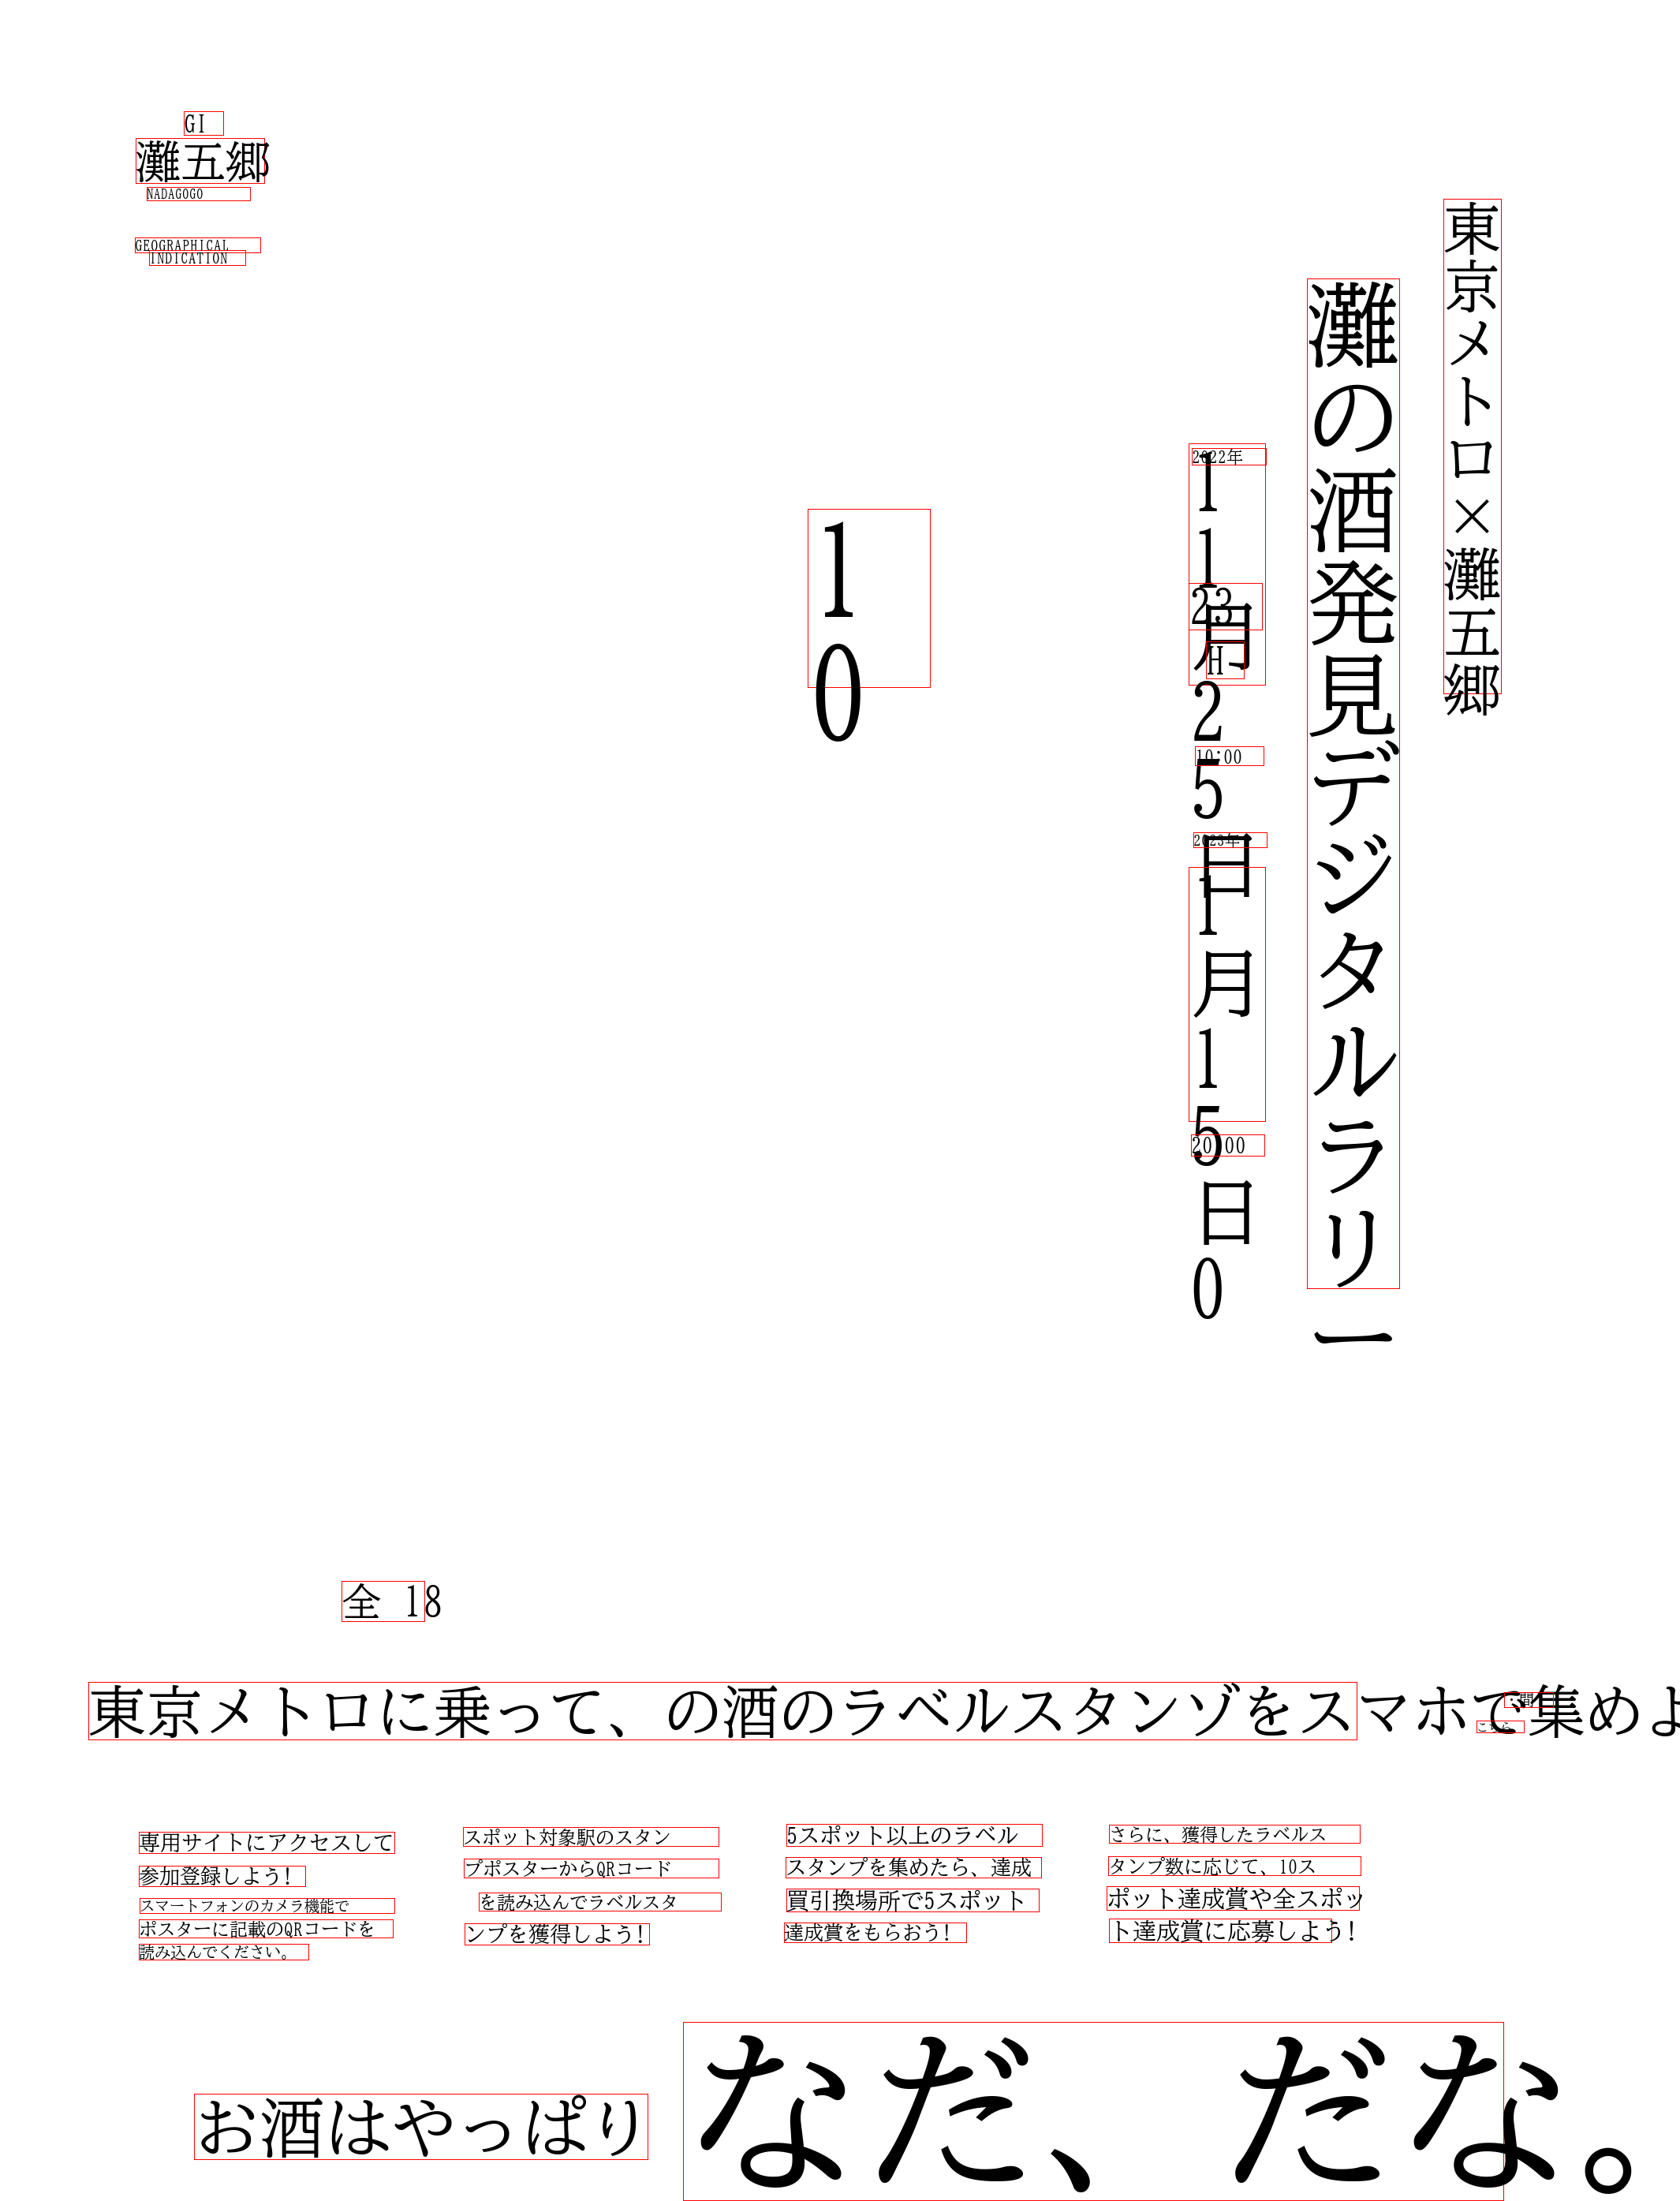 GI
灘五郷
NADAGOGO
GEOGRAPHICAL
INDICATION
東京メトロ×灘五郷
灘の酒発見デジタルラリー
2022年
11月25日
23
H
10:00
2023年
1月15日0
20:00
10
全 18
東京メトロに乗って、の酒のラベルスタンゾをスマホで集めよ
こちら
専用サイトにアクセスして
参加登録しよう!
スマートフォンのカメラ機能で
ポスターに記載のQRコードを
読み込んでください。
スポット対象駅のスタン
プポスターからQRコード
を読み込んでラベルスタ
ンプを獲得しよう!
5スポット以上のラベル
スタンプを集めたら、達成
買引換場所で5スポット
達成賞をもらおう!
さらに、獲得したラベルス
タンプ数に応じて、10ス
ポット達成賞や全スポッ
ト達成賞に応募しよう!
お酒はやっぱり
なだ、 だな。